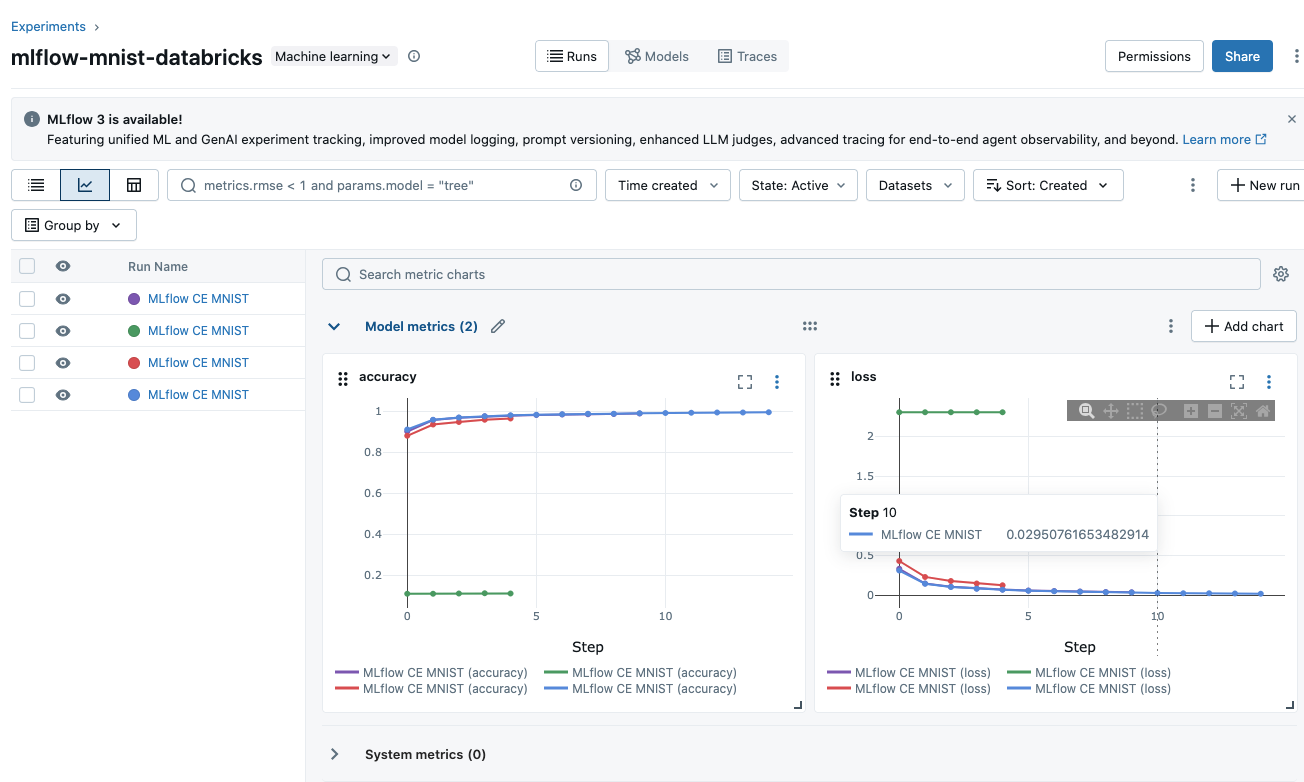 Experiments ›
mlflow-mnist-databricks Machine learning Runs Models Traces Permissions Share
MLflow 3 is available!
Featuring unified ML and GenAI experiment tracking, improved model logging, prompt versioning, enhanced LLM judges, advanced tracing for end-to-end agent observability, and beyond. Learn more
metrics.rmse < 1 and params.model = "tree" Time created State: Active Datasets Sort: Created New run
Group by
Run Name
MLflow CE MNIST
MLflow CE MNIST
MLflow CE MNIST
MLflow CE MNIST
Search metric charts
Model metrics (2) Add chart
accuracy
1
0.8
0.6
0.4
0.2
0 5 10
Step
MLflow CE MNIST (accuracy) MLflow CE MNIST (accuracy)
MLflow CE MNIST (accuracy) MLflow CE MNIST (accuracy)
loss
2
1.5
Step 10
MLflow CE MNIST 0.02950761653482914
0.5
0
0 5 10
Step
MLflow CE MNIST (loss) MLflow CE MNIST (loss)
MLflow CE MNIST (loss) MLflow CE MNIST (loss)
System metrics (0)